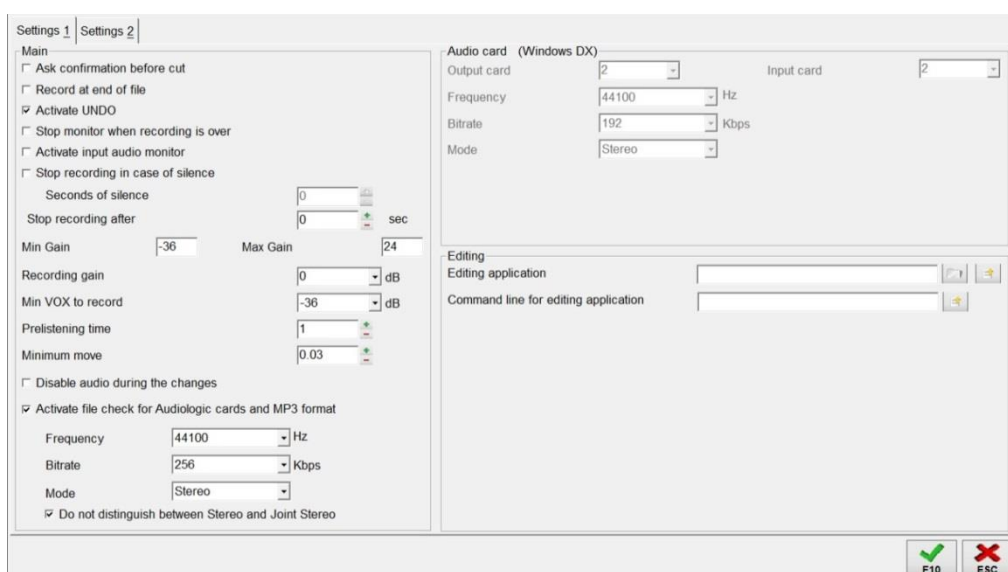 Settings 1 Settings 2
Main
Ask confirmation before cut
Record at end of file
Activate UNDO
Stop monitor when recording is over
Activate input audio monitor
Stop recording in case of silence
Seconds of silence 0
Stop recording after 0 sec
Min Gain -36 Max Gain 24
Recording gain 0 dB
Min VOX to record -36 dB
Prelistening time 1
Minimum move 0.03
Disable audio during the changes
Activate file check for Audiologic cards and MP3 format
Frequency 44100 Hz
Bitrate 256 Kbps
Mode Stereo
Do not distinguish between Stereo and Joint Stereo
Audio card (Windows DX)
Output card 2 Input card 2
Frequency 44100 Hz
Bitrate 192 Kbps
Mode Stereo
Editing
Editing application
Command line for editing application
F10 ESC